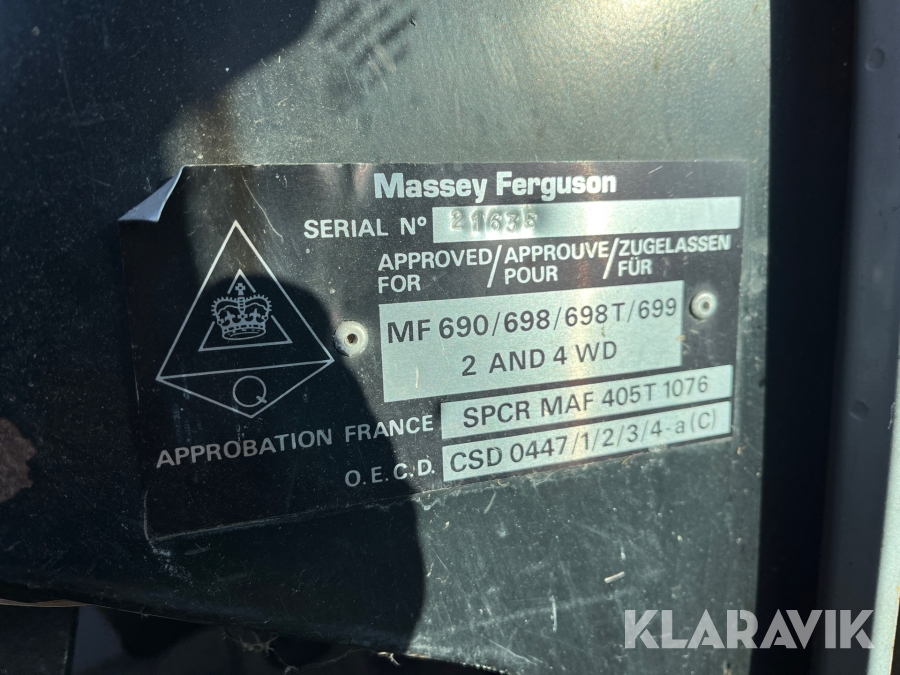 Massey Ferguson
SERIAL Nº
APPROVED/APPROUVE/ZUGELASSEN
FOR POUR FÜR
MF 690/698/698T/699
2 AND 4 WD
Q
APPROBATION FRANCE SPCR MAF 405T 1076
O.E.C.D. CSD 0447/1/2/3/4-a(C)
KLARAVIK